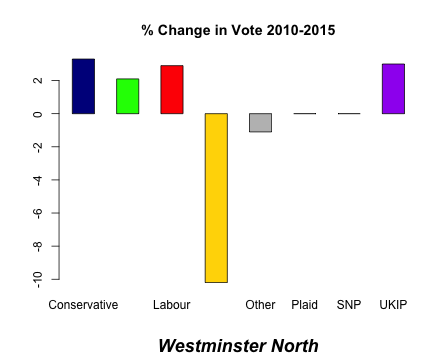 % Change in Vote 2010-2015
2
0
-2
-4
-6
-8
-10
Conservative Labour Other Plaid SNP UKIP
Westminster North